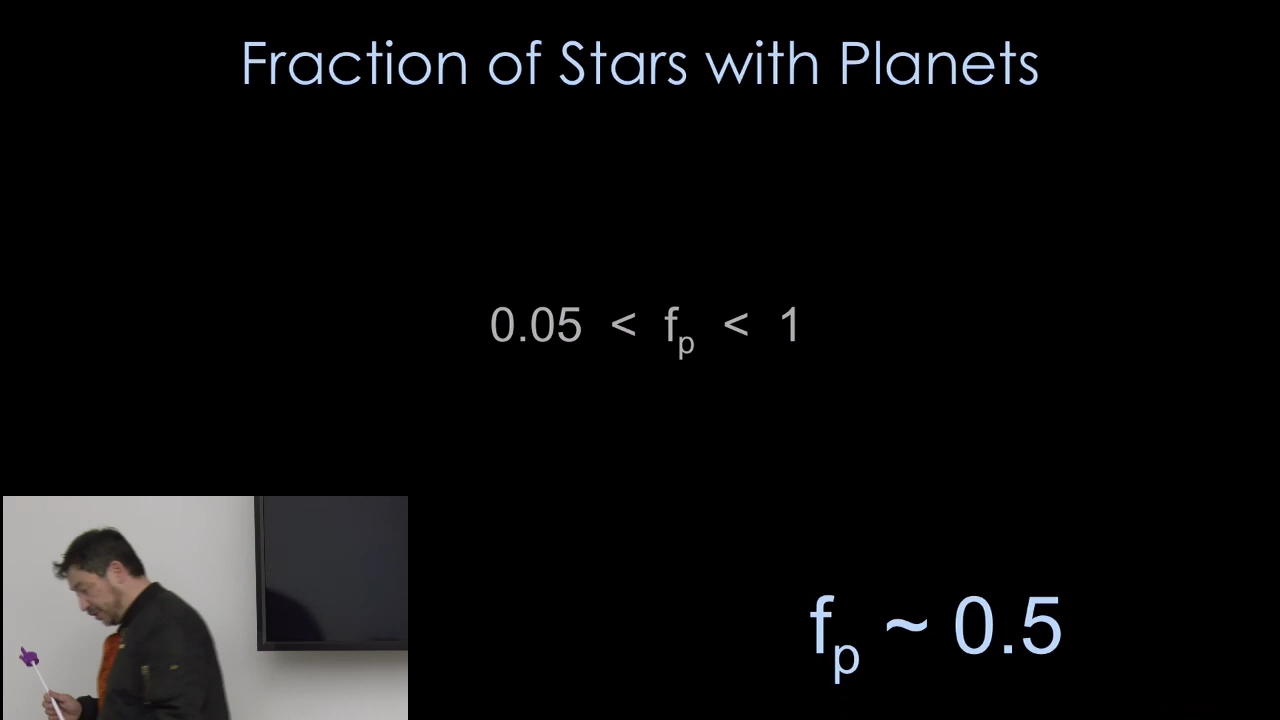 Fraction of Stars with Planets
0.05 < fₚ < 1
fₚ ~ 0.5